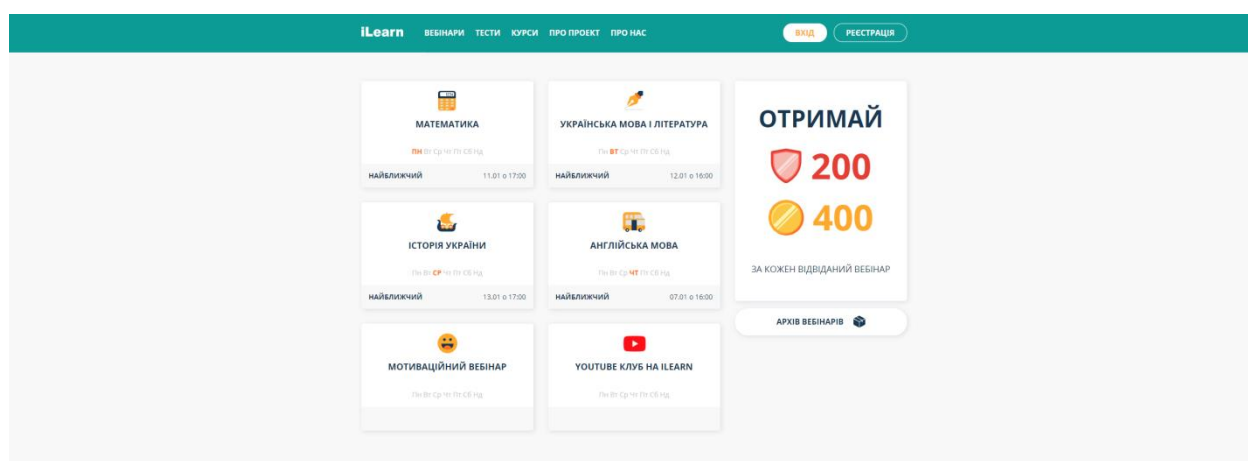 iLearn ВЕБІНАРИ ТЕСТИ КУРСИ ПРО ПРОЕКТ ПРО НАС ВХІД РЕЄСТРАЦІЯ
МАТЕМАТИКА
ПН Вт Ср Чт Пт Сб Нд
НАЙБЛИЖЧИЙ 11.01 о 17:00
УКРАЇНСЬКА МОВА І ЛІТЕРАТУРА
Пн ВТ Ср Чт Пт Сб Нд
НАЙБЛИЖЧИЙ 12.01 о 16:00
ІСТОРІЯ УКРАЇНИ
Пн Вт СР Чт Пт Сб Нд
НАЙБЛИЖЧИЙ 13.01 о 17:00
АНГЛІЙСЬКА МОВА
Пн Вт Ср ЧТ Пт Сб Нд
НАЙБЛИЖЧИЙ 07.01 о 16:00
МОТИВАЦІЙНИЙ ВЕБІНАР
Пн Вт Ср Чт Пт Сб Нд
YOUTUBE КЛУБ НА ILEARN
Пн Вт Ср Чт Пт Сб Нд
ОТРИМАЙ
200
400
ЗА КОЖЕН ВІДВІДАНИЙ ВЕБІНАР
АРХІВ ВЕБІНАРІВ